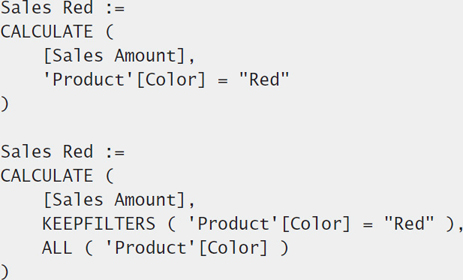 Sales Red :=
CALCULATE (
    [Sales Amount],
    'Product'[Color] = "Red"
)

Sales Red :=
CALCULATE (
    [Sales Amount],
    KEEPFILTERS ( 'Product'[Color] = "Red" ),
    ALL ( 'Product'[Color] )
)